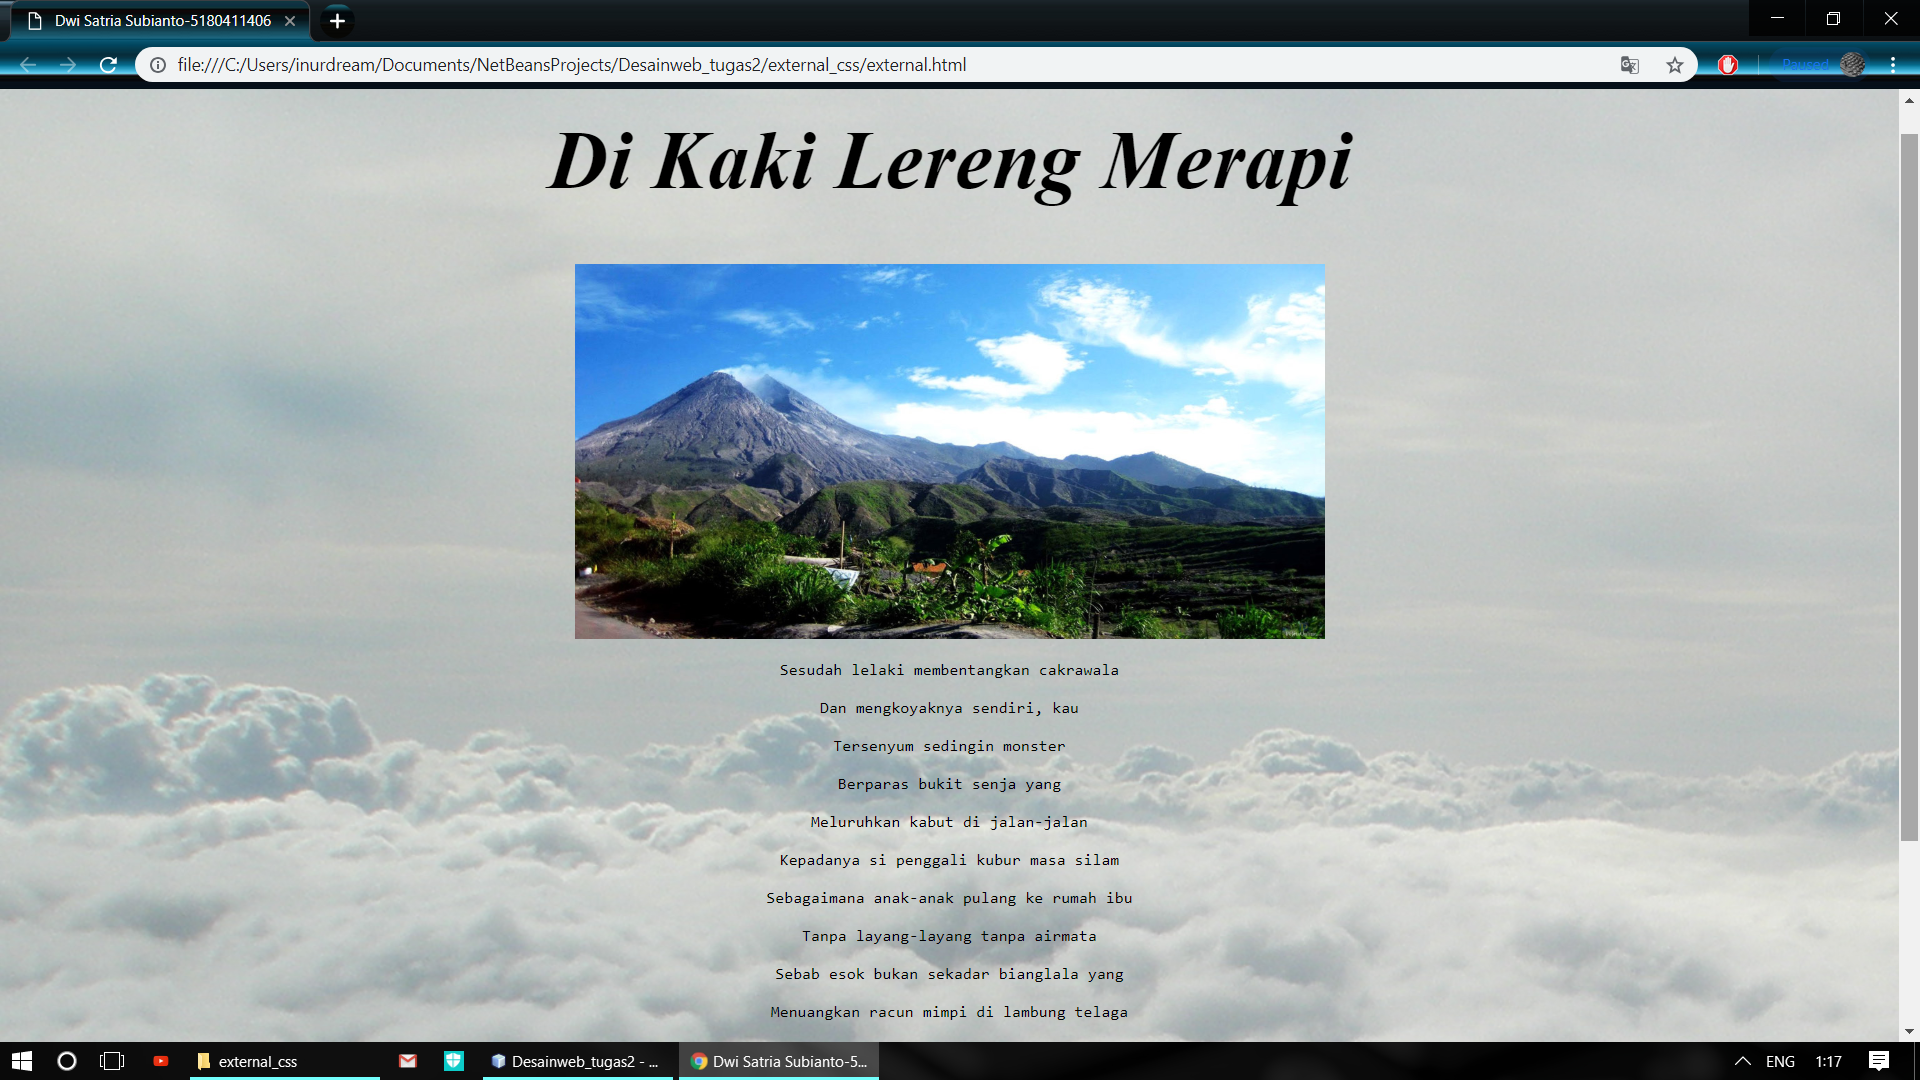 Dwi Satria Subianto-5180411406
file:///C:/Users/inurdream/Documents/NetBeansProjects/Desainweb_tugas2/external_css/external.html
Paused
Di Kaki Lereng Merapi
Sesudah lelaki membentangkan cakrawala
Dan mengkoyaknya sendiri, kau
Tersenyum sedingin monster
Berparas bukit senja yang
Meluruhkan kabut di jalan-jalan
Kepadanya si penggali kubur masa silam
Sebagaimana anak-anak pulang ke rumah ibu
Tanpa layang-layang tanpa airmata
Sebab esok bukan sekadar bianglala yang
Menuangkan racun mimpi di lambung telaga
external_css
Desainweb_tugas2 - ...
Dwi Satria Subianto-5...
ENG
1:17